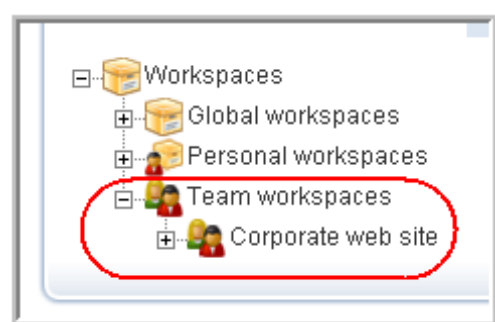 Workspaces
Global workspaces
Personal workspaces
Team workspaces
Corporate web site